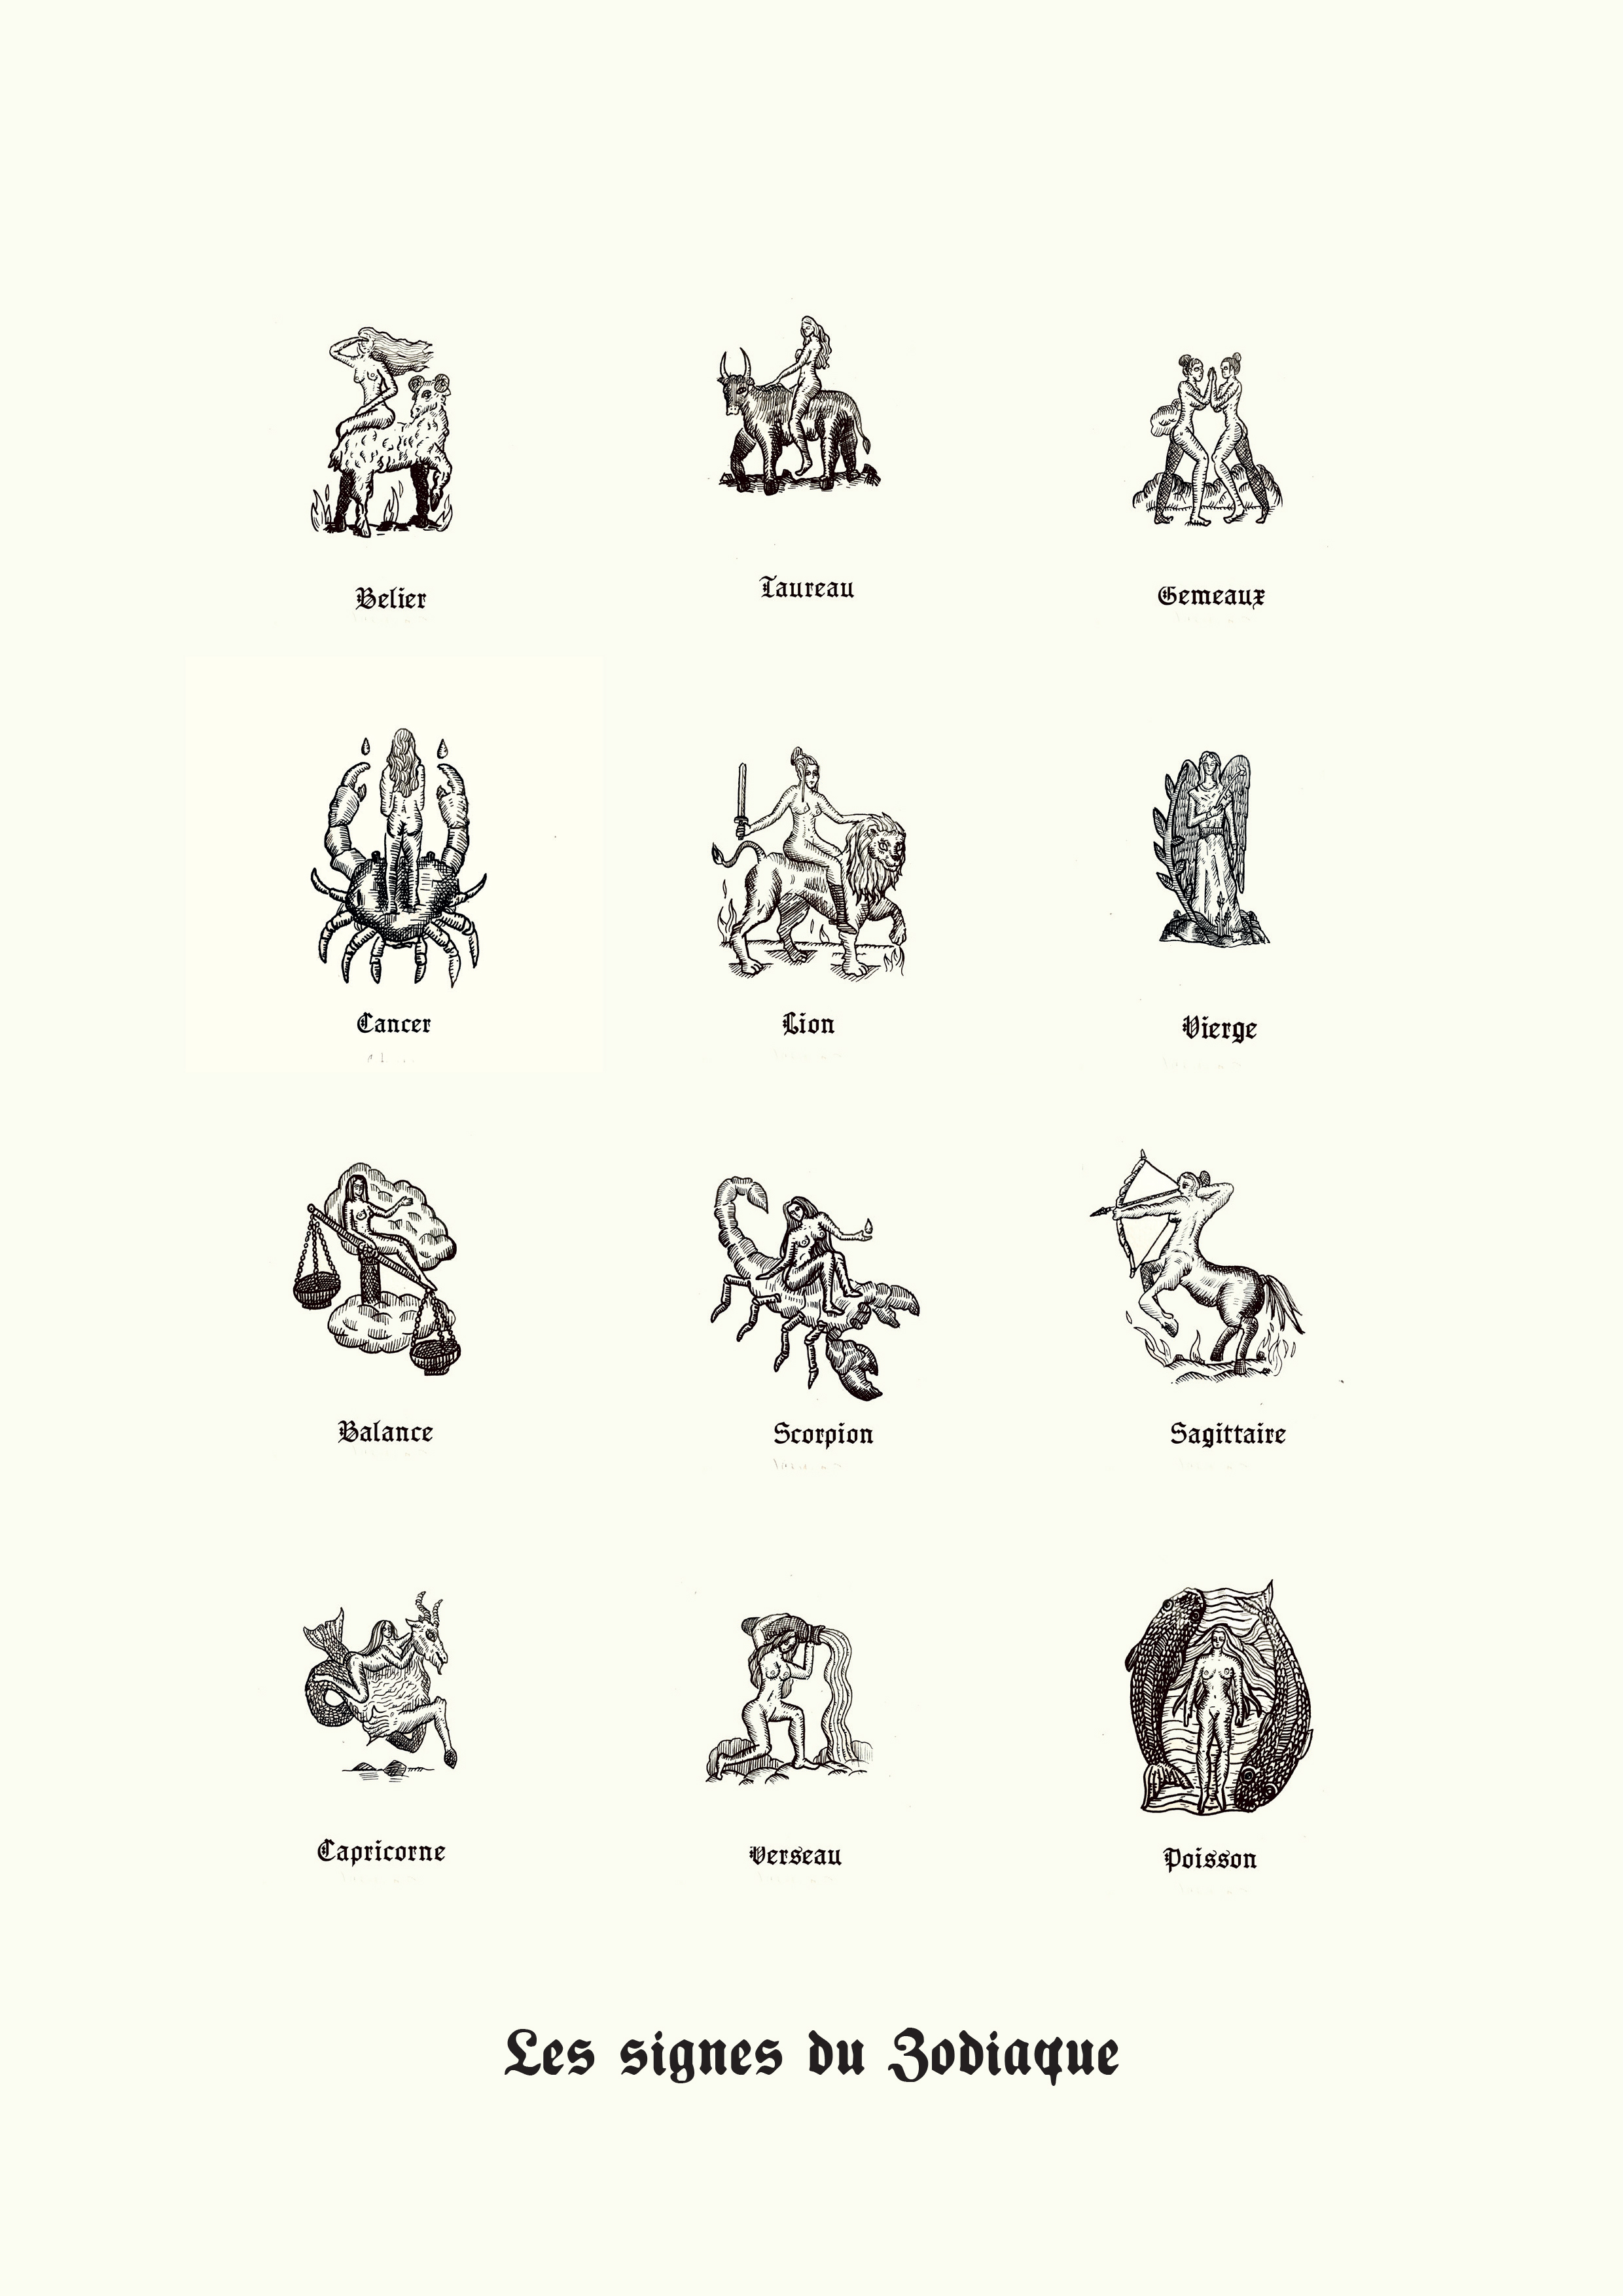 Belier
Taureau
Gemeaux
Cancer
Lion
Vierge
Balance
Scorpion
Sagittaire
Capricorne
Verseau
Poisson
Les signes du Zodiaque